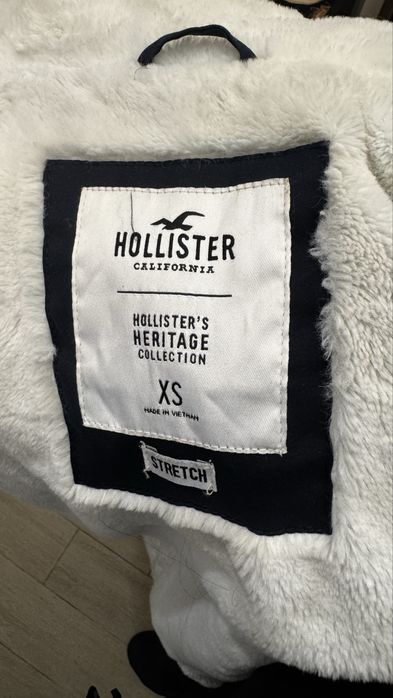 HOLLISTER
CALIFORNIA
HOLLISTER'S
HERITAGE
COLLECTION
XS
MADE IN VIETNAM
STRETCH